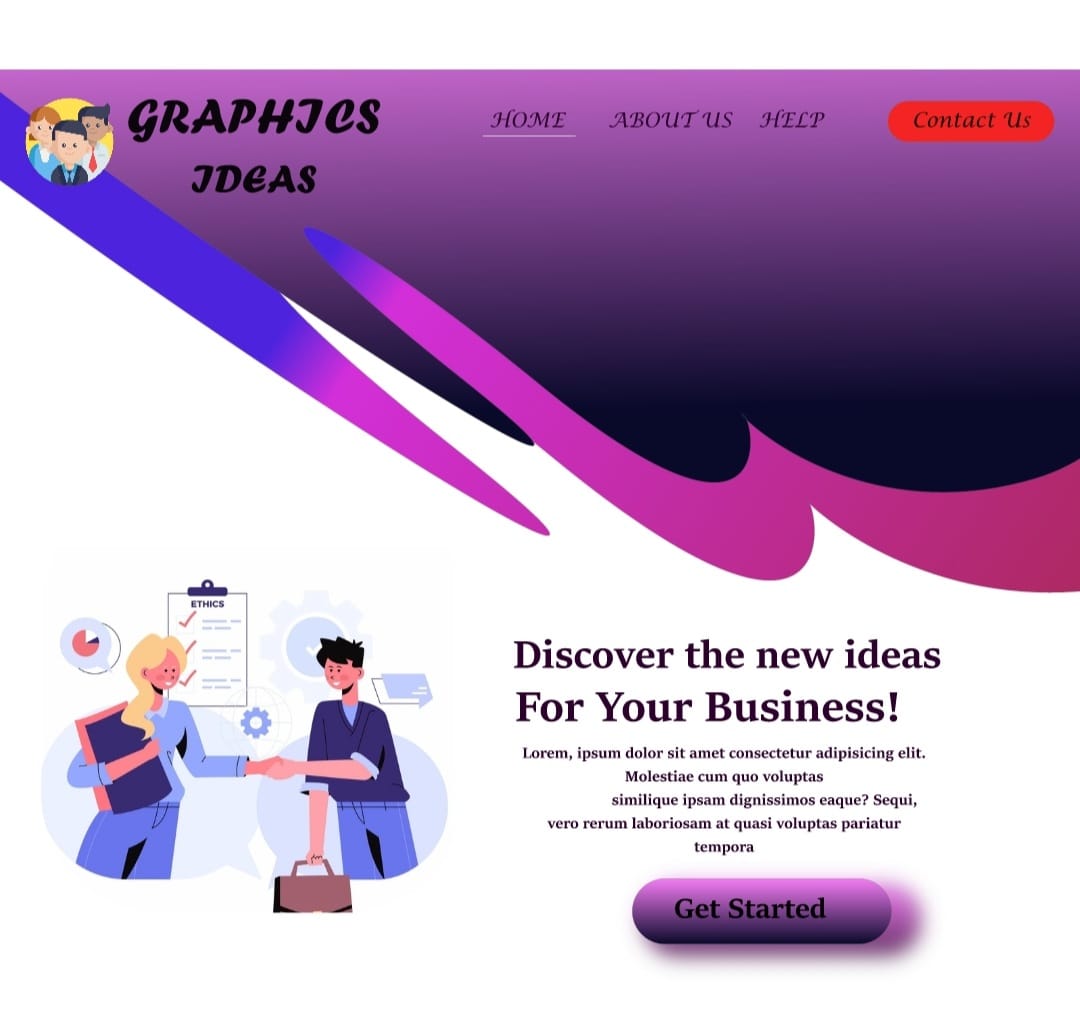 GRAPHICS
IDEAS
HOME ABOUT US HELP Contact Us
ETHICS
Discover the new ideas
For Your Business!
Lorem, ipsum dolor sit amet consectetur adipisicing elit.
Molestiae cum quo voluptas
similique ipsam dignissimos eaque? Sequi,
vero rerum laboriosam at quasi voluptas pariatur
tempora
Get Started